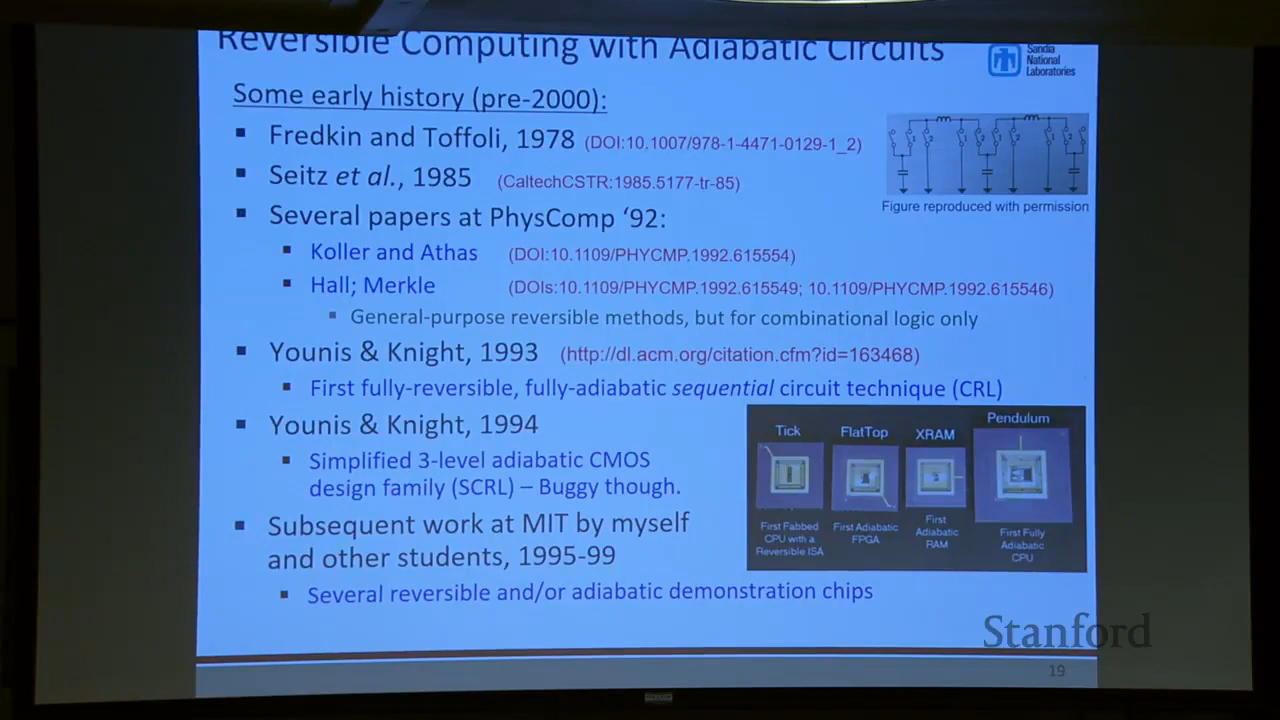 Reversible Computing with Adiabatic Circuits
Sandia
National
Laboratories
Some early history (pre-2000):
▪ Fredkin and Toffoli, 1978 (DOI:10.1007/978-1-4471-0129-1_2)
▪ Seitz et al., 1985 (CaltechCSTR:1985.5177-tr-85)
Figure reproduced with permission
▪ Several papers at PhysComp ‘92:
▪ Koller and Athas (DOI:10.1109/PHYCMP.1992.615554)
▪ Hall; Merkle (DOIs:10.1109/PHYCMP.1992.615549; 10.1109/PHYCMP.1992.615546)
▪ General-purpose reversible methods, but for combinational logic only
▪ Younis & Knight, 1993 (http://dl.acm.org/citation.cfm?id=163468)
▪ First fully-reversible, fully-adiabatic sequential circuit technique (CRL)
▪ Younis & Knight, 1994
▪ Simplified 3-level adiabatic CMOS
design family (SCRL) – Buggy though.
▪ Subsequent work at MIT by myself
and other students, 1995-99
▪ Several reversible and/or adiabatic demonstration chips
Tick
First Fabbed
CPU with a
Reversible ISA
FlatTop
First Adiabatic
FPGA
XRAM
First
Adiabatic
RAM
Pendulum
First Fully
Adiabatic
CPU
Stanford
19